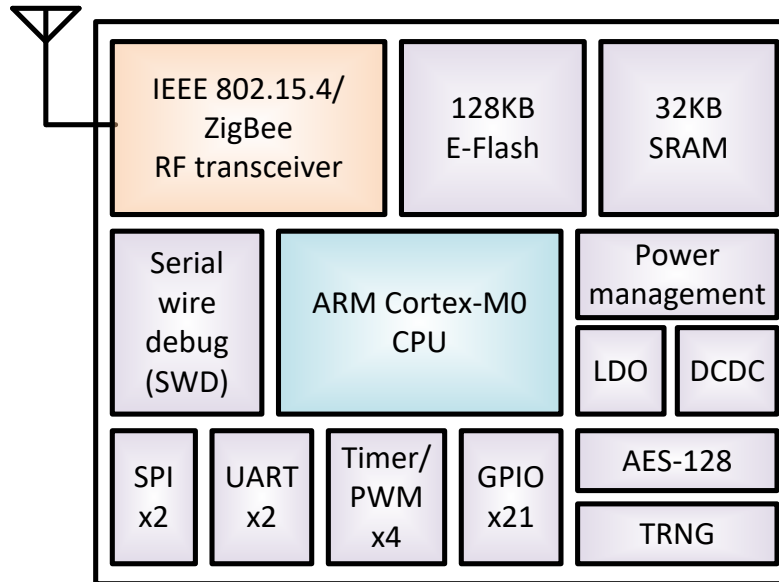 IEEE 802.15.4/
ZigBee
RF transceiver
128KB
E-Flash
32KB
SRAM
Serial
wire
debug
(SWD)
ARM Cortex-M0
CPU
Power
management
LDO
DCDC
SPI
x2
UART
x2
Timer/
PWM
x4
GPIO
x21
AES-128
TRNG